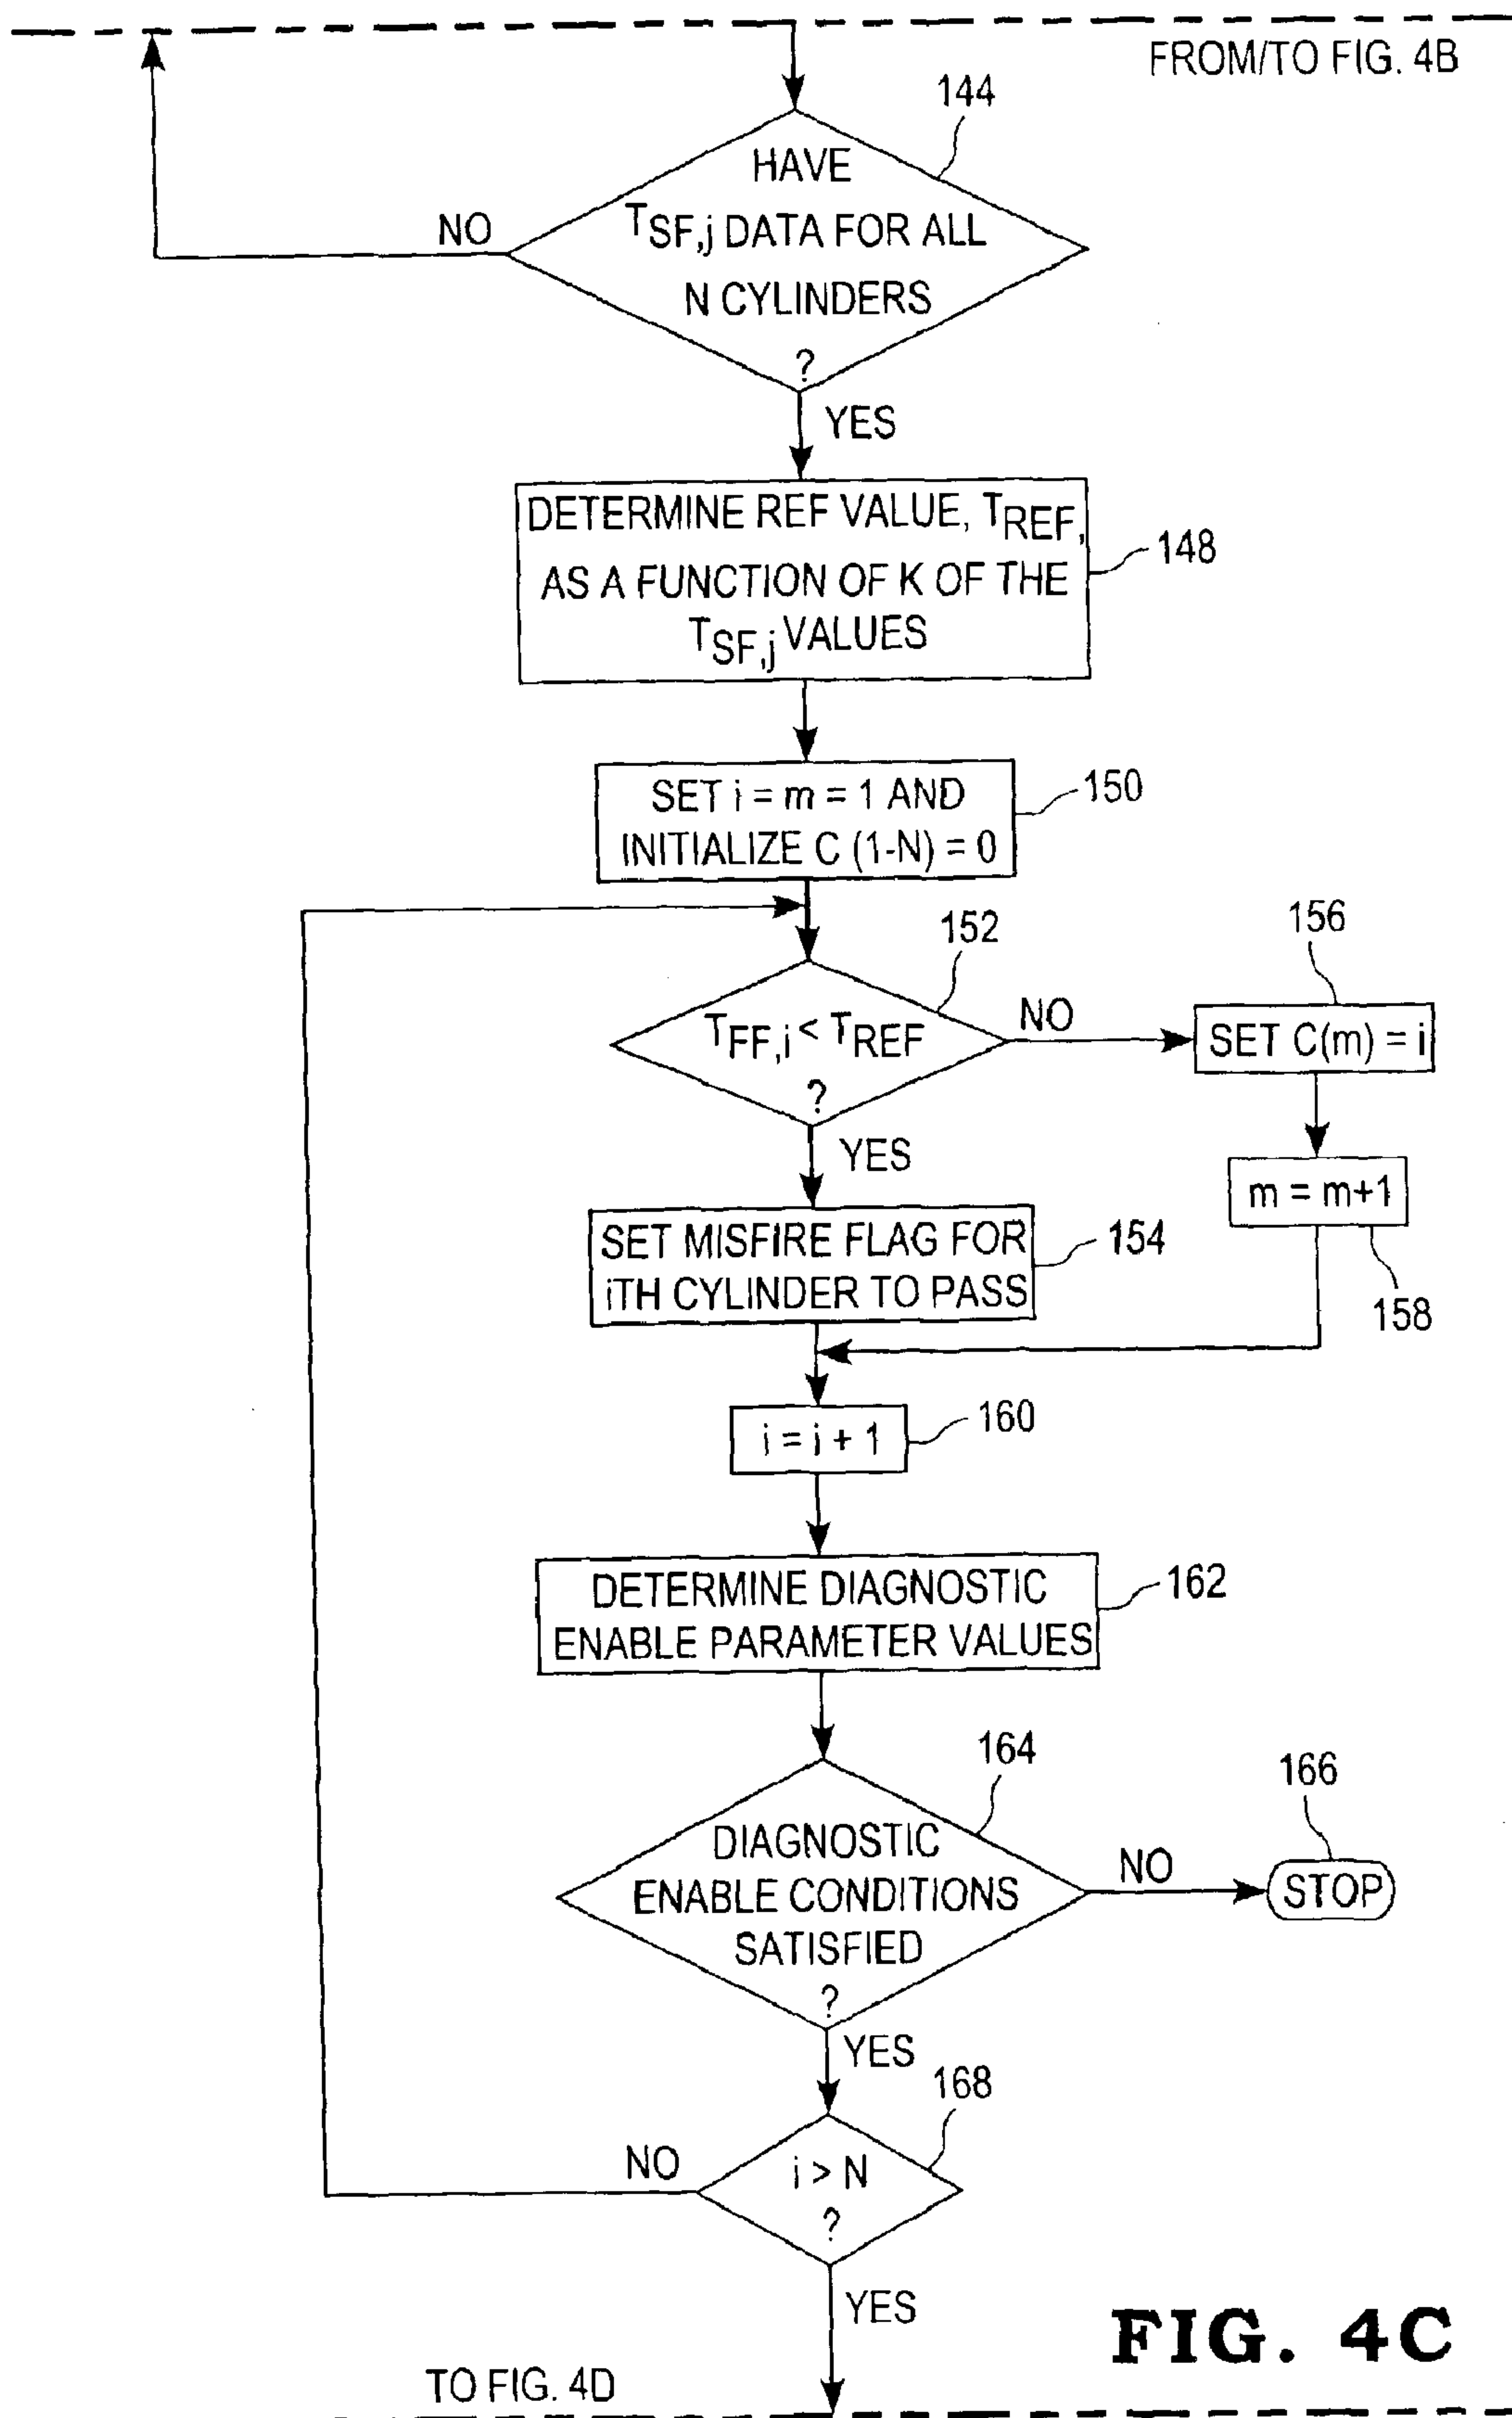 FROM/TO FIG. 4B
144
HAVE
TSF,j DATA FOR ALL
N CYLINDERS
?
NO
YES
DETERMINE REF VALUE, TREF,
AS A FUNCTION OF K OF THE
TSF,j VALUES
148
SET i = m = 1 AND
INITIALIZE C (1-N) = 0
150
152
156
TFF,i < TREF
?
NO
SET C(m) = i
YES
m = m+1
158
SET MISFIRE FLAG FOR
iTH CYLINDER TO PASS
154
i = i + 1
160
DETERMINE DIAGNOSTIC
ENABLE PARAMETER VALUES
162
164
166
DIAGNOSTIC
ENABLE CONDITIONS
SATISFIED
?
NO
STOP
YES
168
NO
i > N
?
YES
FIG. 4C
TO FIG. 4D